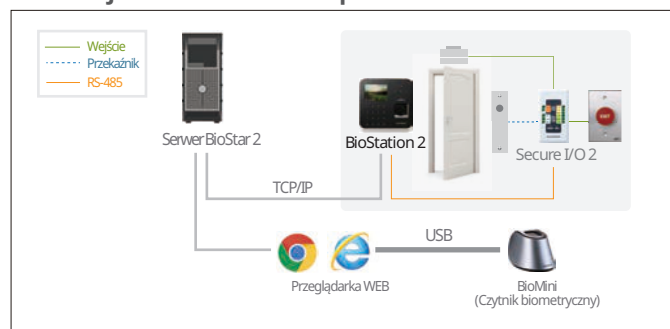 Wejście
Przekaźnik
RS-485
Serwer BioStar 2
BioStation 2
Secure I/O 2
EXIT
TCP/IP
USB
Przeglądarka WEB
BioMini
(Czytnik biometryczny)